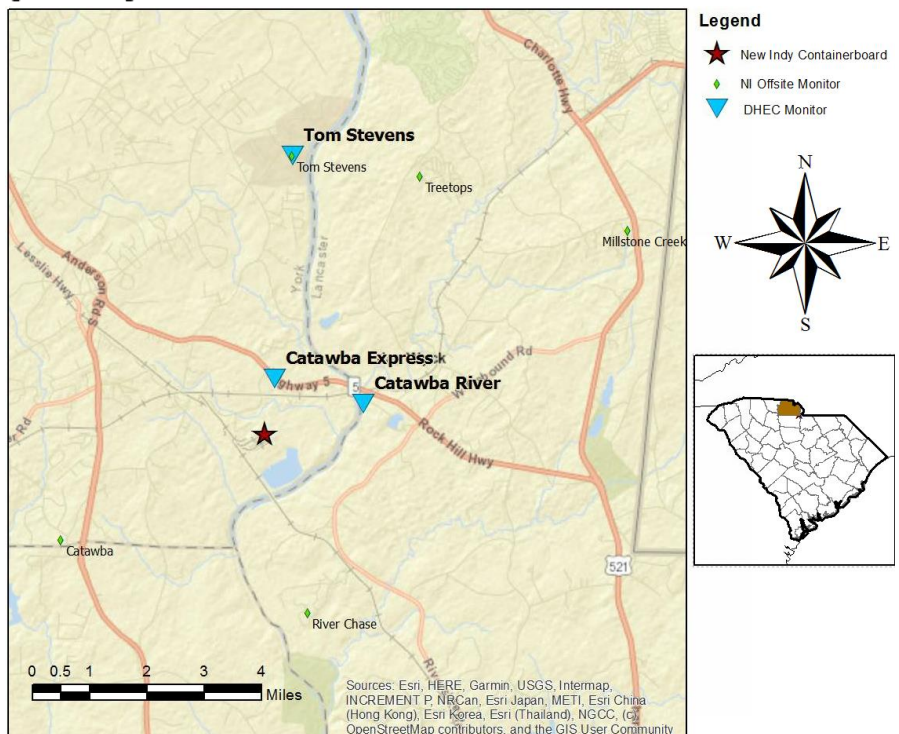 Legend
New Indy Containerboard
NI Offsite Monitor
DHEC Monitor
N
W
E
S
Charlotte Hwy
Tom Stevens
Tom Stevens
Treetops
Millstone Creek
York
Lancaster
Lesslie Hwy
Anderson Rd S
Catawba Express
ghway 5
5
Catawba River
Rock Hill Hwy
Catawba
River Chase
521
0 0.5 1 2 3 4
Miles
Sources: Esri, HERE, Garmin, USGS, Intermap,
INCREMENT P, NRCan, Esri Japan, METI, Esri China
(Hong Kong), Esri Korea, Esri (Thailand), NGCC, (c)
OpenStreetMap contributors, and the GIS User Community